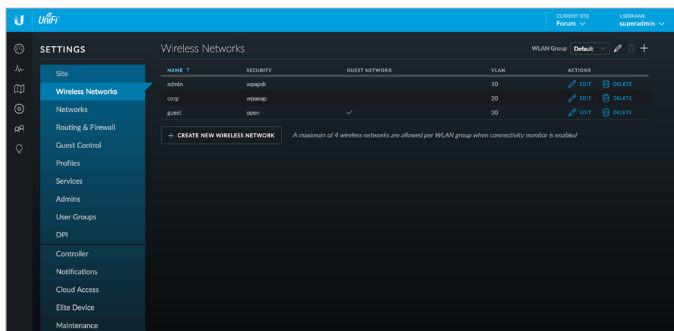 U UniFi
CURRENT SITE
Forum
USERNAME
superadmin
SETTINGS
Site
Wireless Networks
Networks
Routing & Firewall
Guest Control
Profiles
Services
Admins
User Groups
DPI
Controller
Notifications
Cloud Access
Elite Device
Maintenance
Wireless Networks
WLAN Group Default
NAME ↑ SECURITY GUEST NETWORK VLAN ACTIONS
admin wpapsk 10 EDIT DELETE
corp wpaeap 20 EDIT DELETE
guest open ✓ 30 EDIT DELETE
+ CREATE NEW WIRELESS NETWORK A maximum of 4 wireless networks are allowed per WLAN group when connectivity monitor is enabled